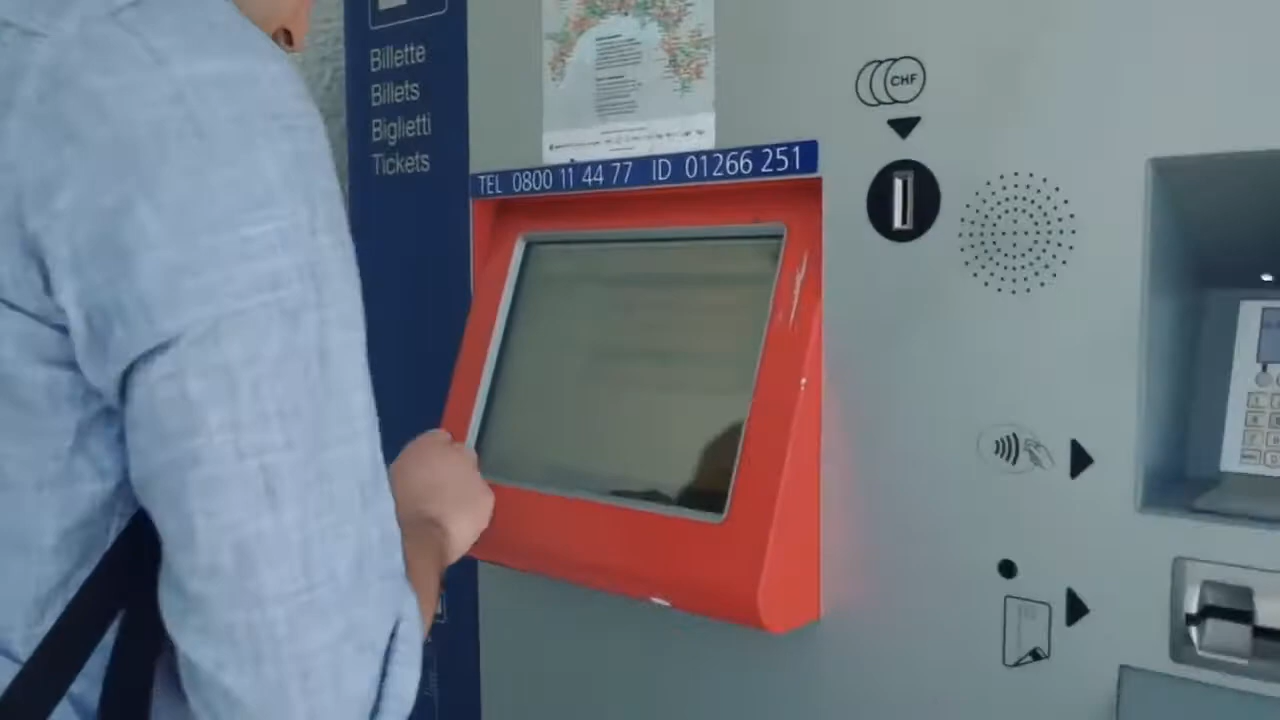 Billette
Billets
Biglietti
Tickets
TEL 0800 11 44 77 ID 01266 251
CHF